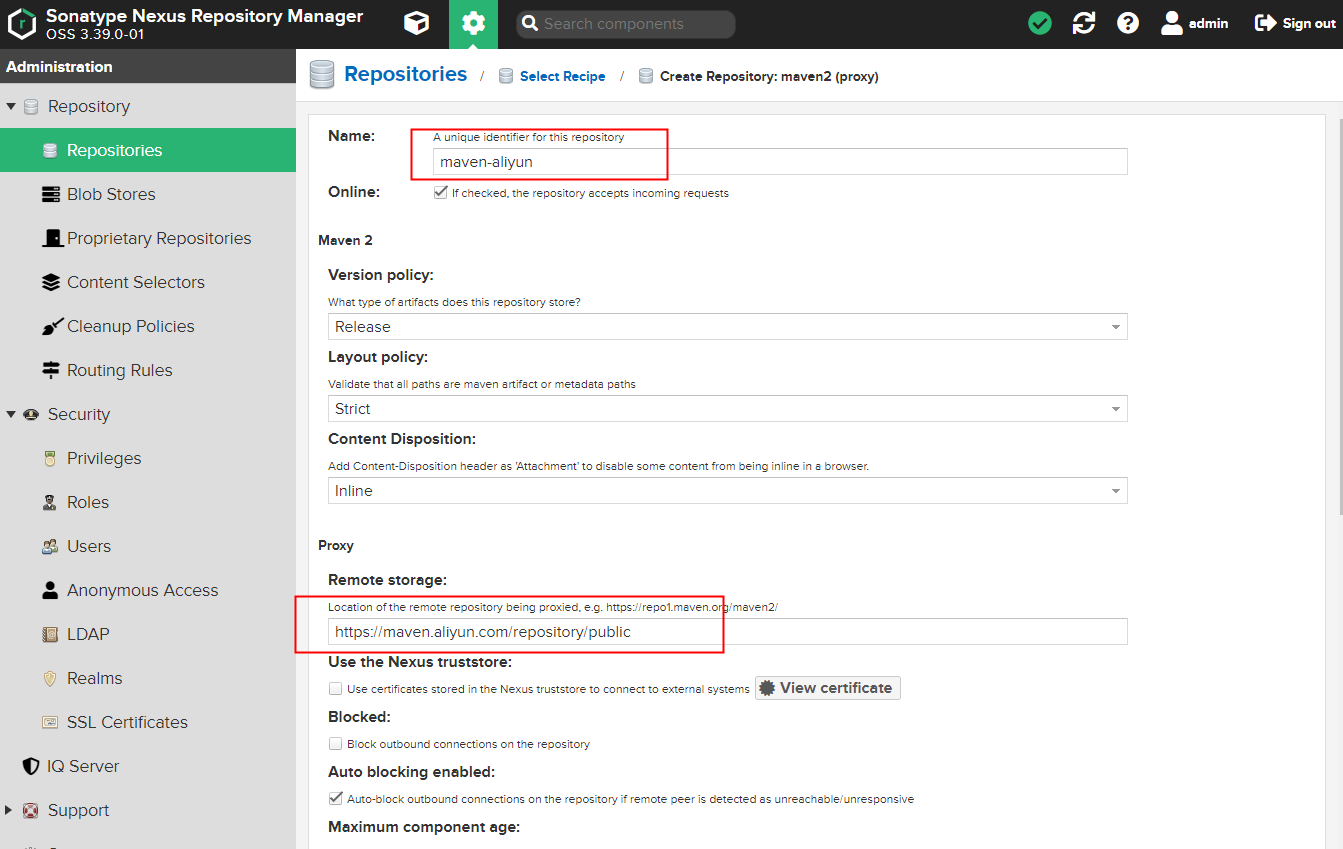 Sonatype Nexus Repository Manager
OSS 3.39.0-01
Search components
admin
Sign out
Administration
Repository
Repositories
Blob Stores
Proprietary Repositories
Content Selectors
Cleanup Policies
Routing Rules
Security
Privileges
Roles
Users
Anonymous Access
LDAP
Realms
SSL Certificates
IQ Server
Support
Repositories / Select Recipe / Create Repository: maven2 (proxy)
Name:
A unique identifier for this repository
maven-aliyun
Online:
If checked, the repository accepts incoming requests
Maven 2
Version policy:
What type of artifacts does this repository store?
Release
Layout policy:
Validate that all paths are maven artifact or metadata paths
Strict
Content Disposition:
Add Content-Disposition header as 'Attachment' to disable some content from being inline in a browser.
Inline
Proxy
Remote storage:
Location of the remote repository being proxied, e.g. https://repo1.maven.org/maven2/
https://maven.aliyun.com/repository/public
Use the Nexus truststore:
Use certificates stored in the Nexus truststore to connect to external systems
View certificate
Blocked:
Block outbound connections on the repository
Auto blocking enabled:
Auto-block outbound connections on the repository if remote peer is detected as unreachable/unresponsive
Maximum component age: